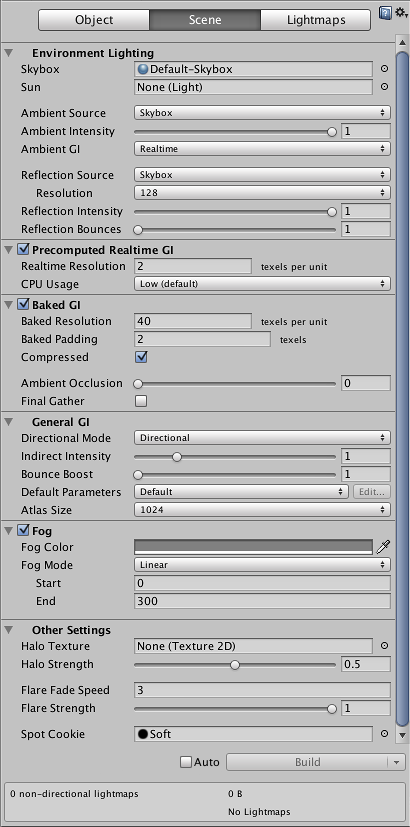 Object Scene Lightmaps
Environment Lighting
Skybox Default-Skybox
Sun None (Light)
Ambient Source Skybox
Ambient Intensity 1
Ambient GI Realtime
Reflection Source Skybox
Resolution 128
Reflection Intensity 1
Reflection Bounces 1
Precomputed Realtime GI
Realtime Resolution 2 texels per unit
CPU Usage Low (default)
Baked GI
Baked Resolution 40 texels per unit
Baked Padding 2 texels
Compressed
Ambient Occlusion 0
Final Gather
General GI
Directional Mode Directional
Indirect Intensity 1
Bounce Boost 1
Default Parameters Default Edit...
Atlas Size 1024
Fog
Fog Color
Fog Mode Linear
Start 0
End 300
Other Settings
Halo Texture None (Texture 2D)
Halo Strength 0.5
Flare Fade Speed 3
Flare Strength 1
Spot Cookie Soft
Auto Build
0 non-directional lightmaps 0 B
No Lightmaps